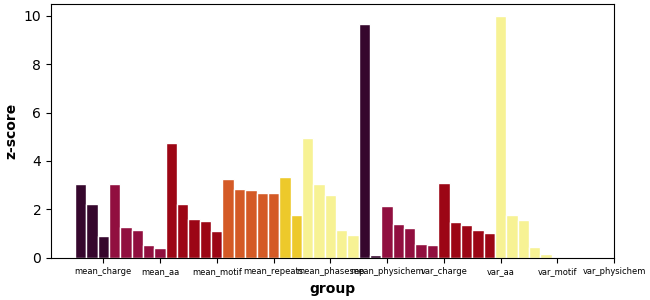 10
8
6
4
2
0
z-score
mean_charge mean_aa mean_motif mean_repeats mean_phasesep mean_physichem var_charge var_aa var_motif var_physichem
group